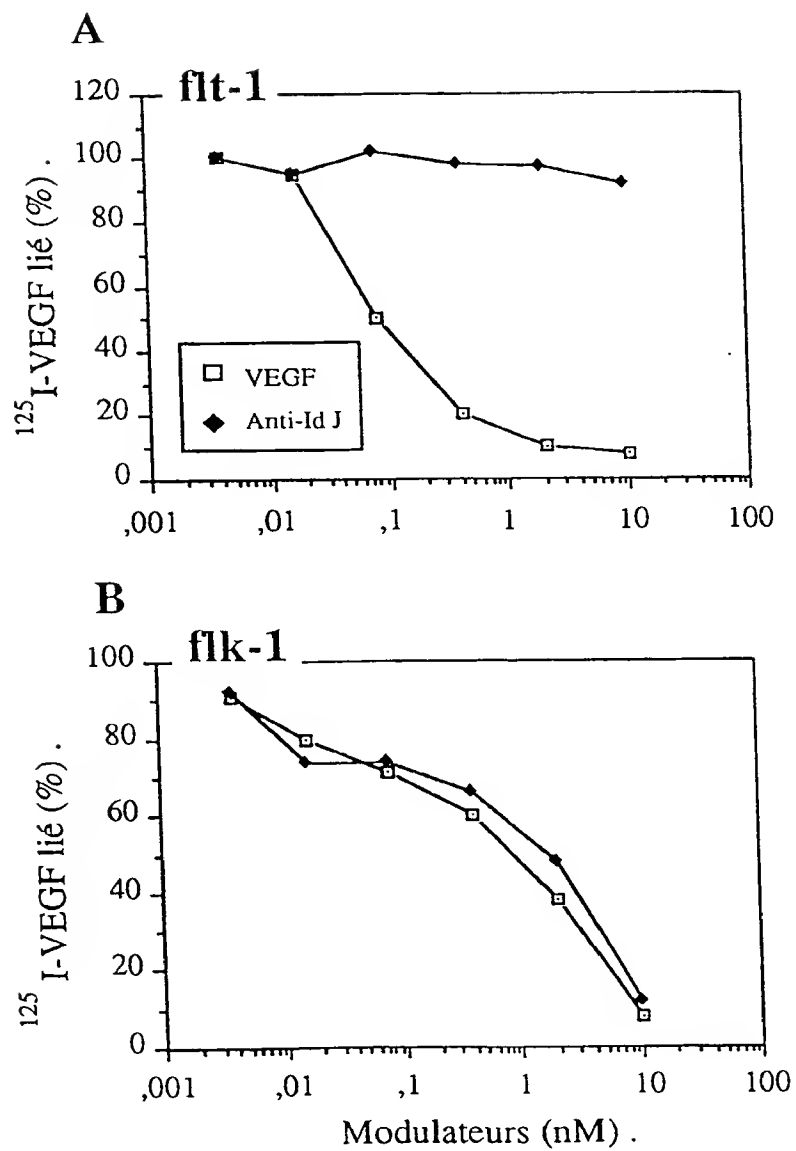 A
flt-1
120
100
80
60
40
20
0
125I-VEGF lié (%) .
VEGF
Anti-Id J
,001 ,01 ,1 1 10 100
B
flk-1
100
80
60
40
20
0
125I-VEGF lié (%) .
,001 ,01 ,1 1 10 100
Modulateurs (nM) .